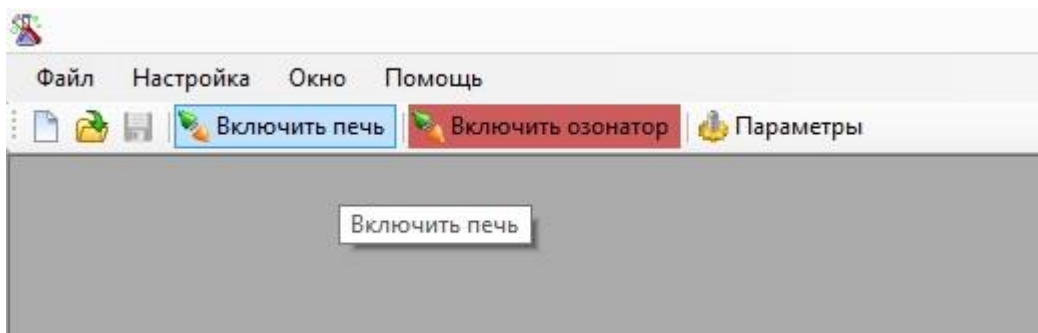 Файл Настройка Окно Помощь
Включить печь Включить озонатор Параметры
Включить печь